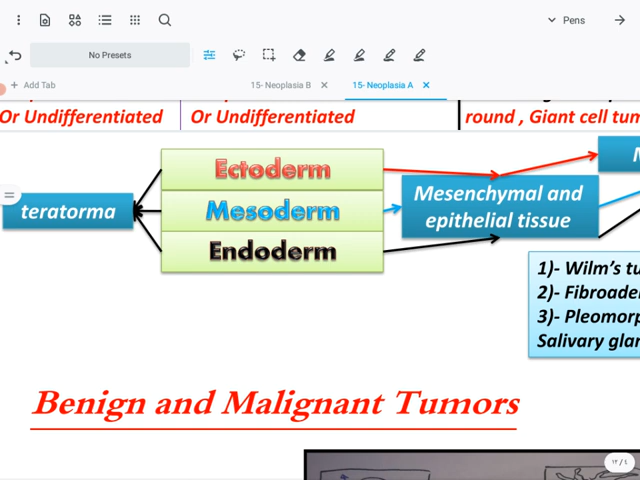 Pens
No Presets
+ Add Tab
15- Neoplasia B ×
15- Neoplasia A ×
Or Undifferentiated
Or Undifferentiated
round , Giant cell tum
teratorma
Ectoderm
Mesoderm
Endoderm
Mesenchymal and
epithelial tissue
M
1)- Wilm's tu
2)- Fibroade
3)- Pleomorp
Salivary glan
Benign and Malignant Tumors
١٢ / ٤